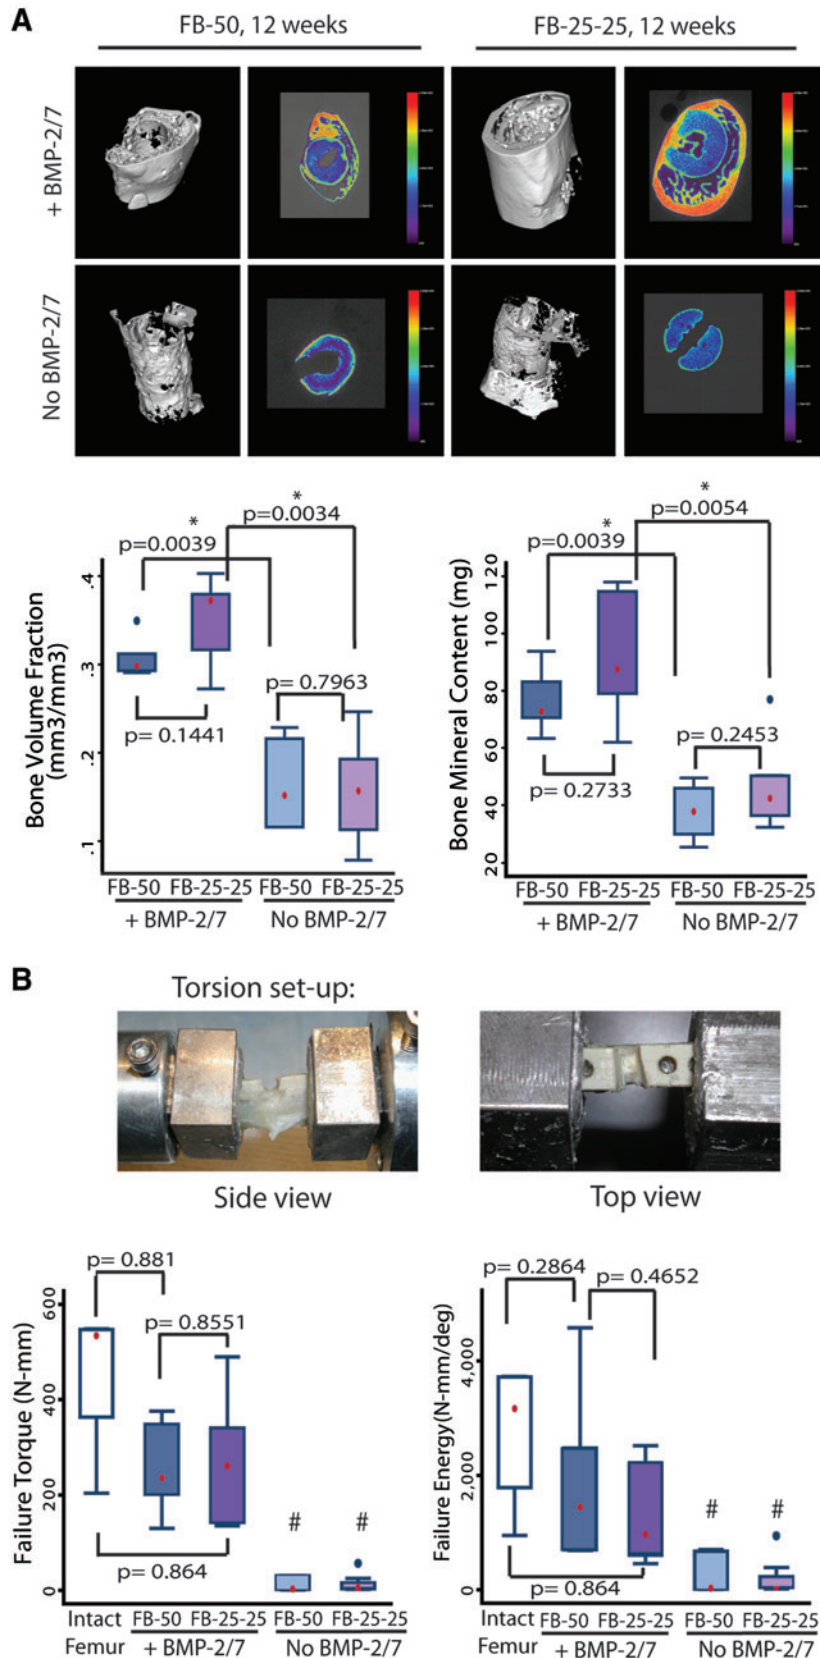 A
FB-50, 12 weeks
FB-25-25, 12 weeks
+ BMP-2/7
No BMP-2/7
*
p=0.0034
*
p=0.0039
p= 0.7963
p= 0.1441
Bone Volume Fraction
(mm3/mm3)
.4
.3
.2
.1
FB-50 FB-25-25 FB-50 FB-25-25
+ BMP-2/7 No BMP-2/7
*
p=0.0054
*
p=0.0039
p= 0.2453
p= 0.2733
Bone Mineral Content (mg)
120
100
80
60
40
20
FB-50 FB-25-25 FB-50 FB-25-25
+ BMP-2/7 No BMP-2/7
B
Torsion set-up:
Side view
Top view
p= 0.881
p= 0.8551
p= 0.864
# #
Failure Torque (N-mm)
600
400
200
0
Intact FB-50 FB-25-25 FB-50 FB-25-25
Femur + BMP-2/7 No BMP-2/7
p= 0.2864
p= 0.4652
p= 0.864
# #
Failure Energy(N-mm/deg)
4,000
2,000
0
Intact FB-50 FB-25-25 FB-50 FB-25-25
Femur + BMP-2/7 No BMP-2/7